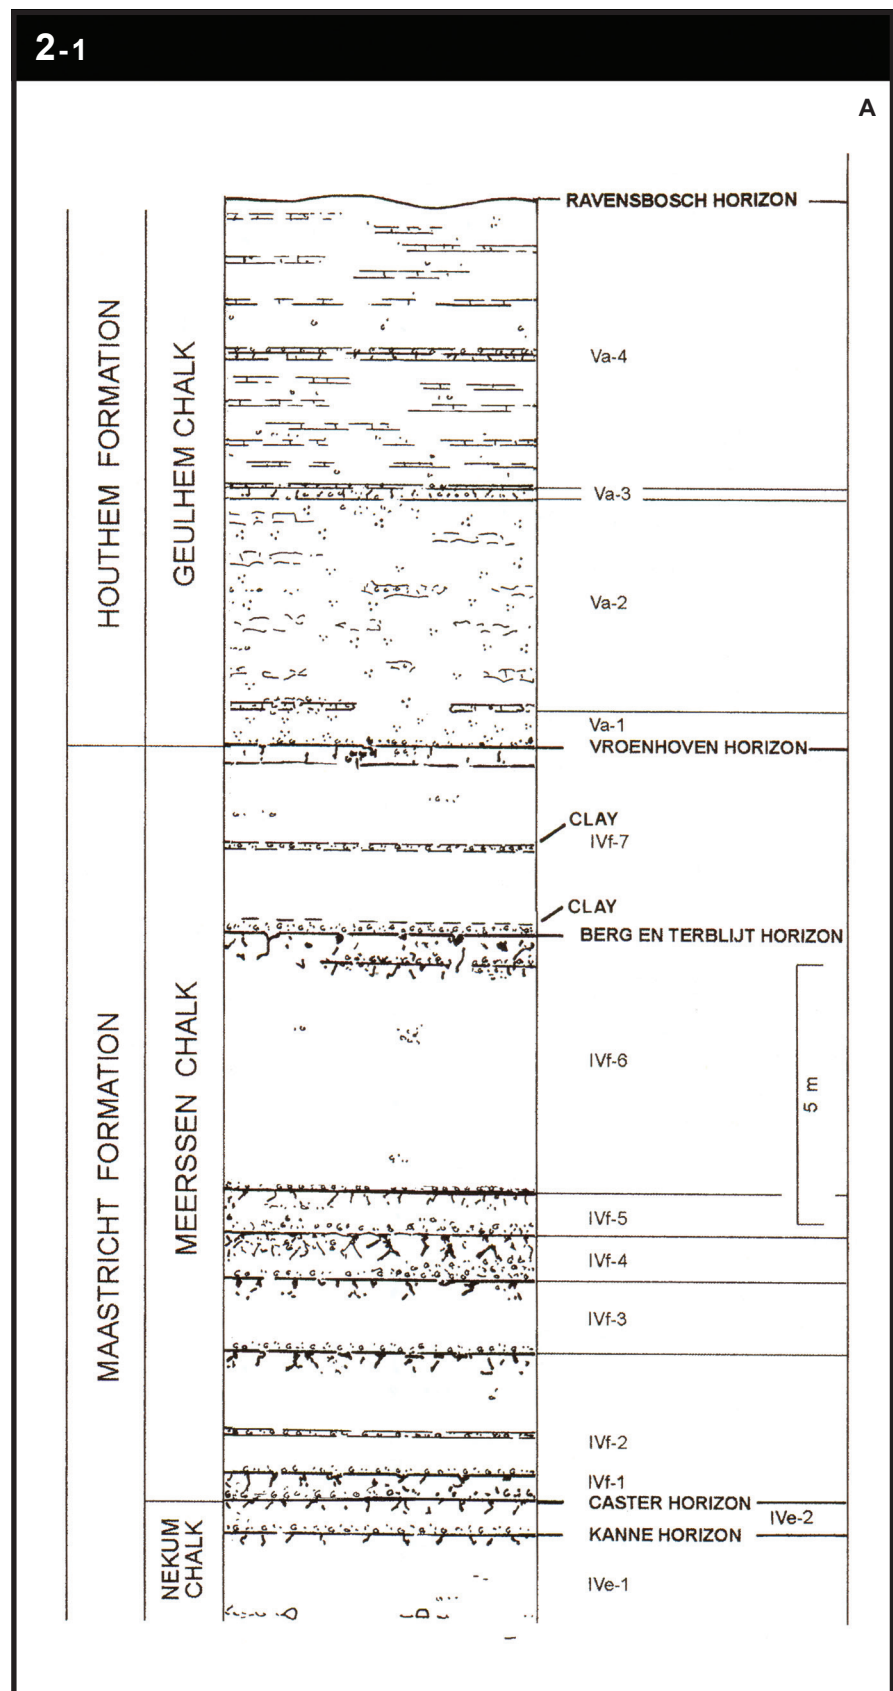 2-1
A
RAVENSBOSCH HORIZON
HOUTHEM FORMATION
GEULHEM CHALK
Va-4
Va-3
Va-2
Va-1
VROENHOVEN HORIZON
CLAY
IVf-7
CLAY
BERG EN TERBLIJT HORIZON
MAASTRICHT FORMATION
MEERSSEN CHALK
IVf-6
5 m
IVf-5
IVf-4
IVf-3
IVf-2
IVf-1
CASTER HORIZON
IVe-2
NEKUM
CHALK
KANNE HORIZON
IVe-1